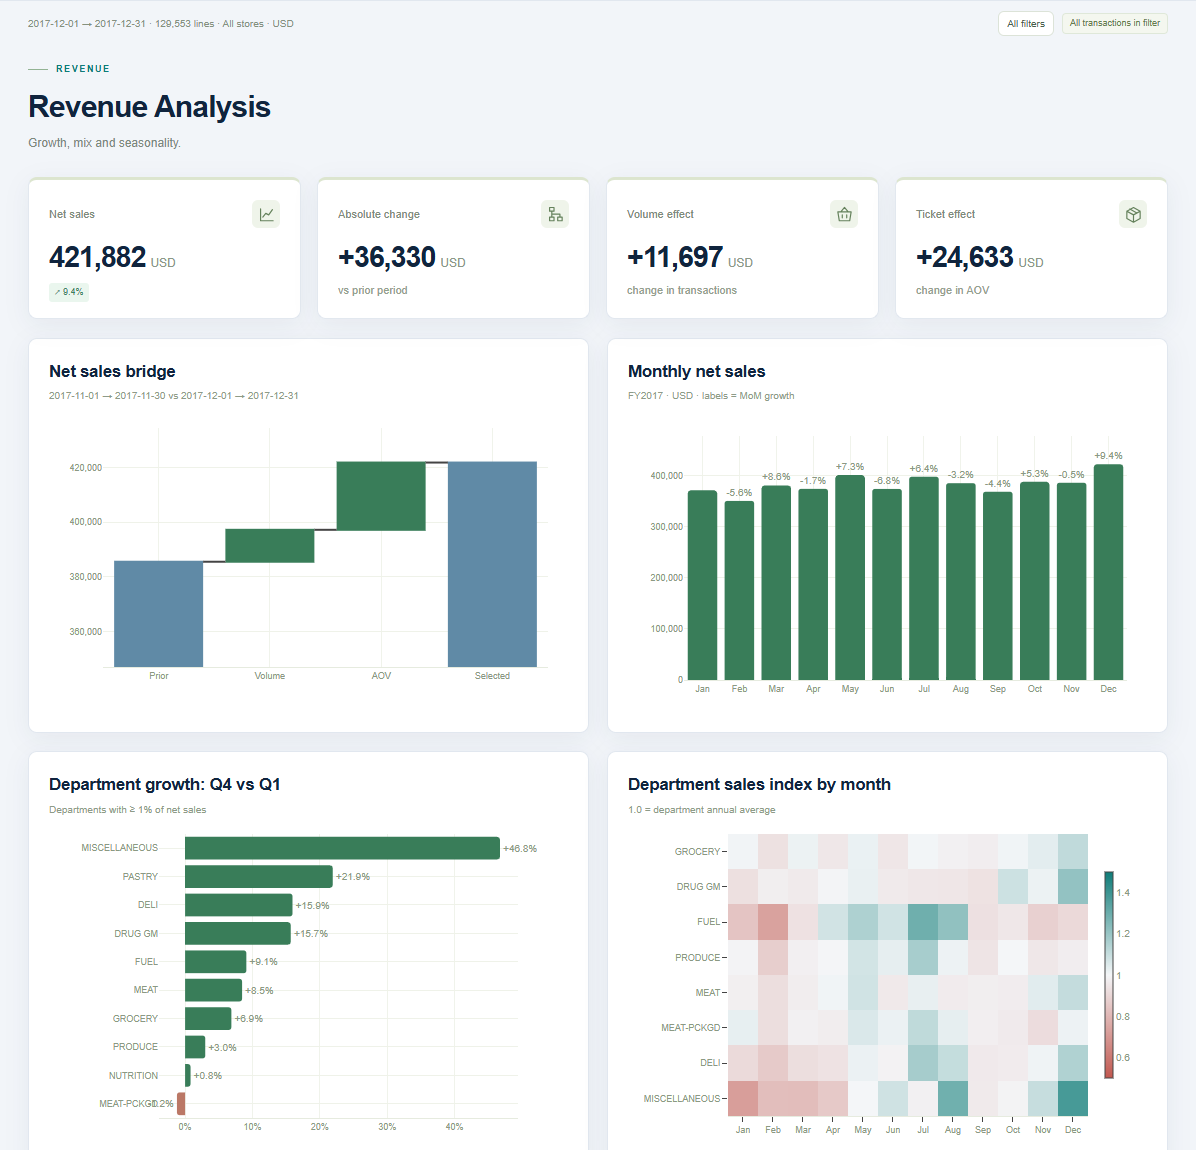 2017-12-01 → 2017-12-31 · 129,553 lines · All stores · USD
All filters
All transactions in filter
REVENUE
Revenue Analysis
Growth, mix and seasonality.
Net sales
421,882 USD
↗ 9.4%
Absolute change
+36,330 USD
vs prior period
Volume effect
+11,697 USD
change in transactions
Ticket effect
+24,633 USD
change in AOV
Net sales bridge
2017-11-01 → 2017-11-30 vs 2017-12-01 → 2017-12-31
420,000
400,000
380,000
360,000
Prior Volume AOV Selected
Monthly net sales
FY2017 · USD · labels = MoM growth
-5.6% +8.6% -1.7% +7.3% -6.8% +6.4% -3.2% -4.4% +5.3% -0.5% +9.4%
400,000
300,000
200,000
100,000
0
Jan Feb Mar Apr May Jun Jul Aug Sep Oct Nov Dec
Department growth: Q4 vs Q1
Departments with ≥ 1% of net sales
MISCELLANEOUS +46.8%
PASTRY +21.9%
DELI +15.9%
DRUG GM +15.7%
FUEL +9.1%
MEAT +8.5%
GROCERY +6.9%
PRODUCE +3.0%
NUTRITION +0.8%
MEAT-PCKGD
0% 10% 20% 30% 40%
Department sales index by month
1.0 = department annual average
GROCERY
DRUG GM
FUEL
PRODUCE
MEAT
MEAT-PCKGD
DELI
MISCELLANEOUS
Jan Feb Mar Apr May Jun Jul Aug Sep Oct Nov Dec
1.4
1.2
1
0.8
0.6